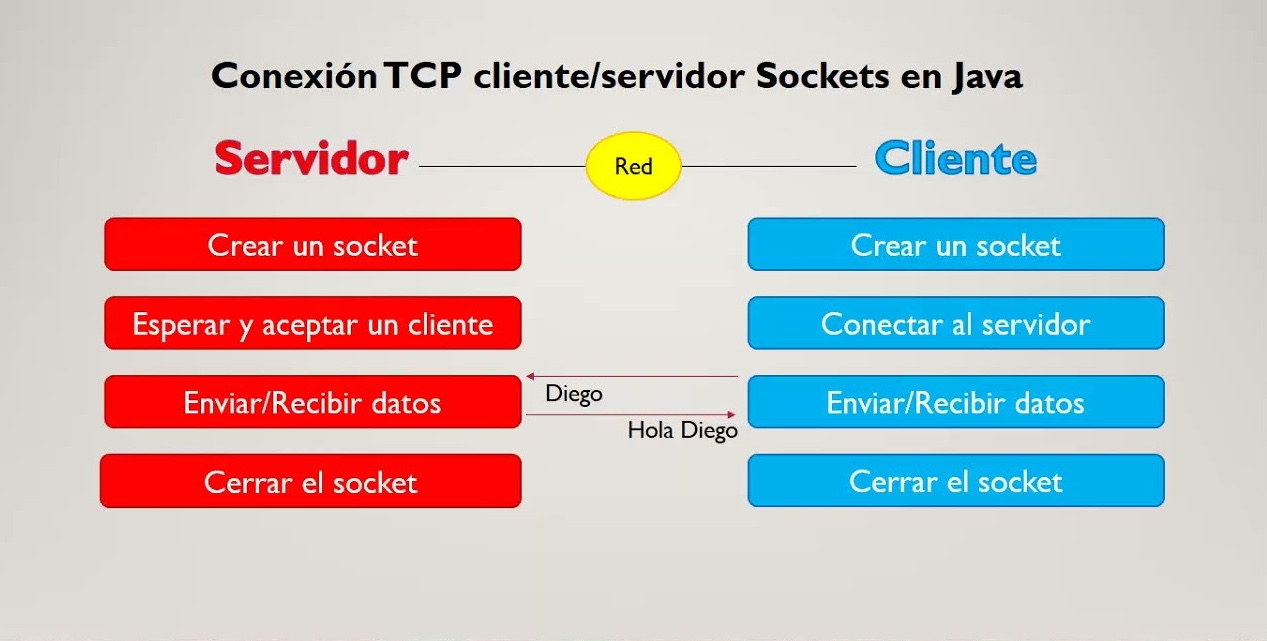 Conexión TCP cliente/servidor Sockets en Java
Servidor
Red
Cliente
Crear un socket
Crear un socket
Esperar y aceptar un cliente
Conectar al servidor
Enviar/Recibir datos
Diego
Hola Diego
Enviar/Recibir datos
Cerrar el socket
Cerrar el socket